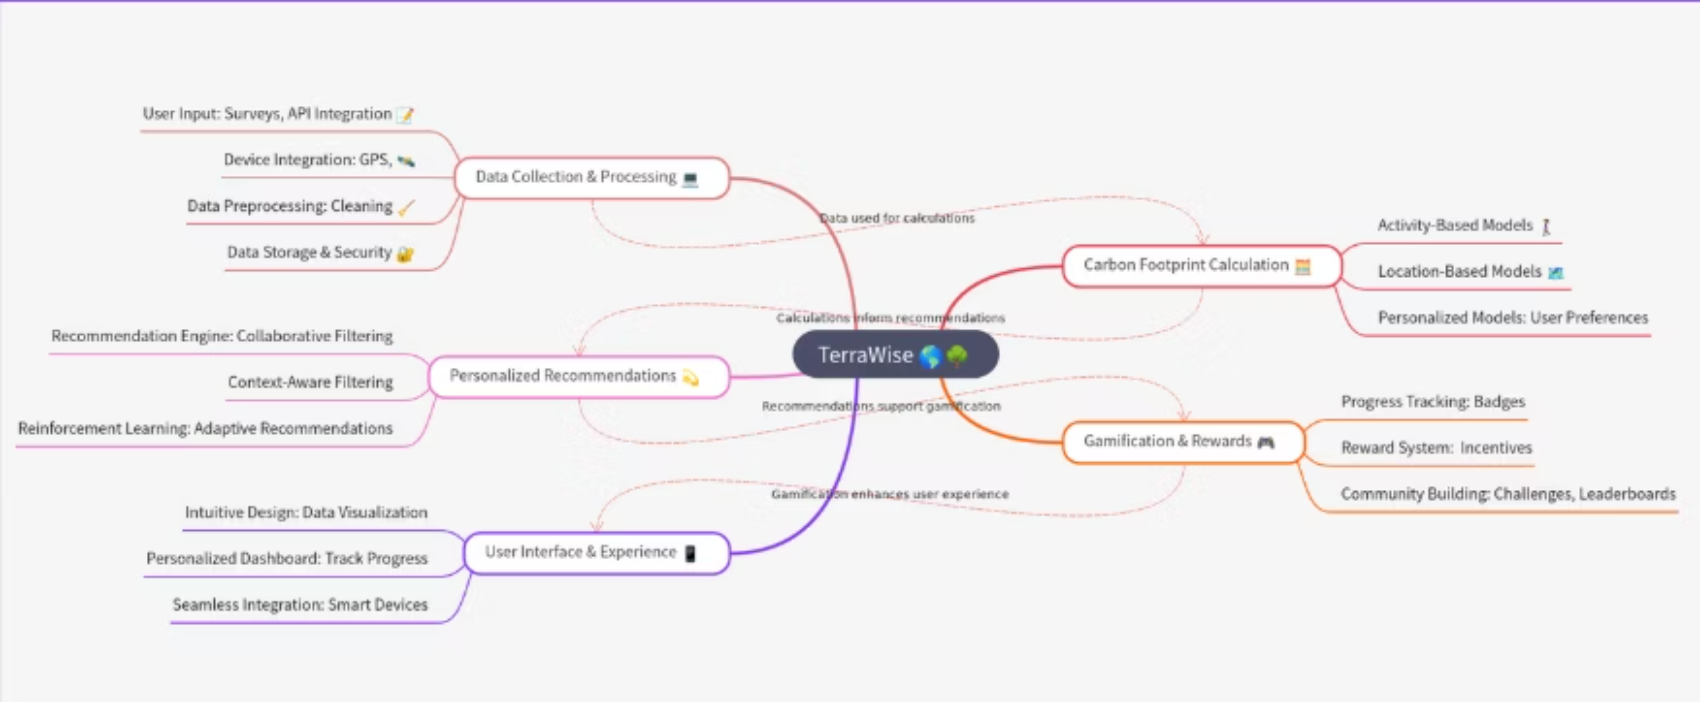 User Input: Surveys, API Integration 📝
Device Integration: GPS, 🛰️
Data Preprocessing: Cleaning 🧹
Data Storage & Security 🔐
Data Collection & Processing 💻
Data used for calculations
Carbon Footprint Calculation 🧮
Activity-Based Models 🚶
Location-Based Models 🗺️
Personalized Models: User Preferences
Calculations inform recommendations
TerraWise 🌎🌳
Recommendation Engine: Collaborative Filtering
Context-Aware Filtering
Reinforcement Learning: Adaptive Recommendations
Personalized Recommendations 💫
Recommendations support gamification
Gamification & Rewards 🎮
Progress Tracking: Badges
Reward System: Incentives
Community Building: Challenges, Leaderboards
Gamification enhances user experience
Intuitive Design: Data Visualization
Personalized Dashboard: Track Progress
Seamless Integration: Smart Devices
User Interface & Experience 📱